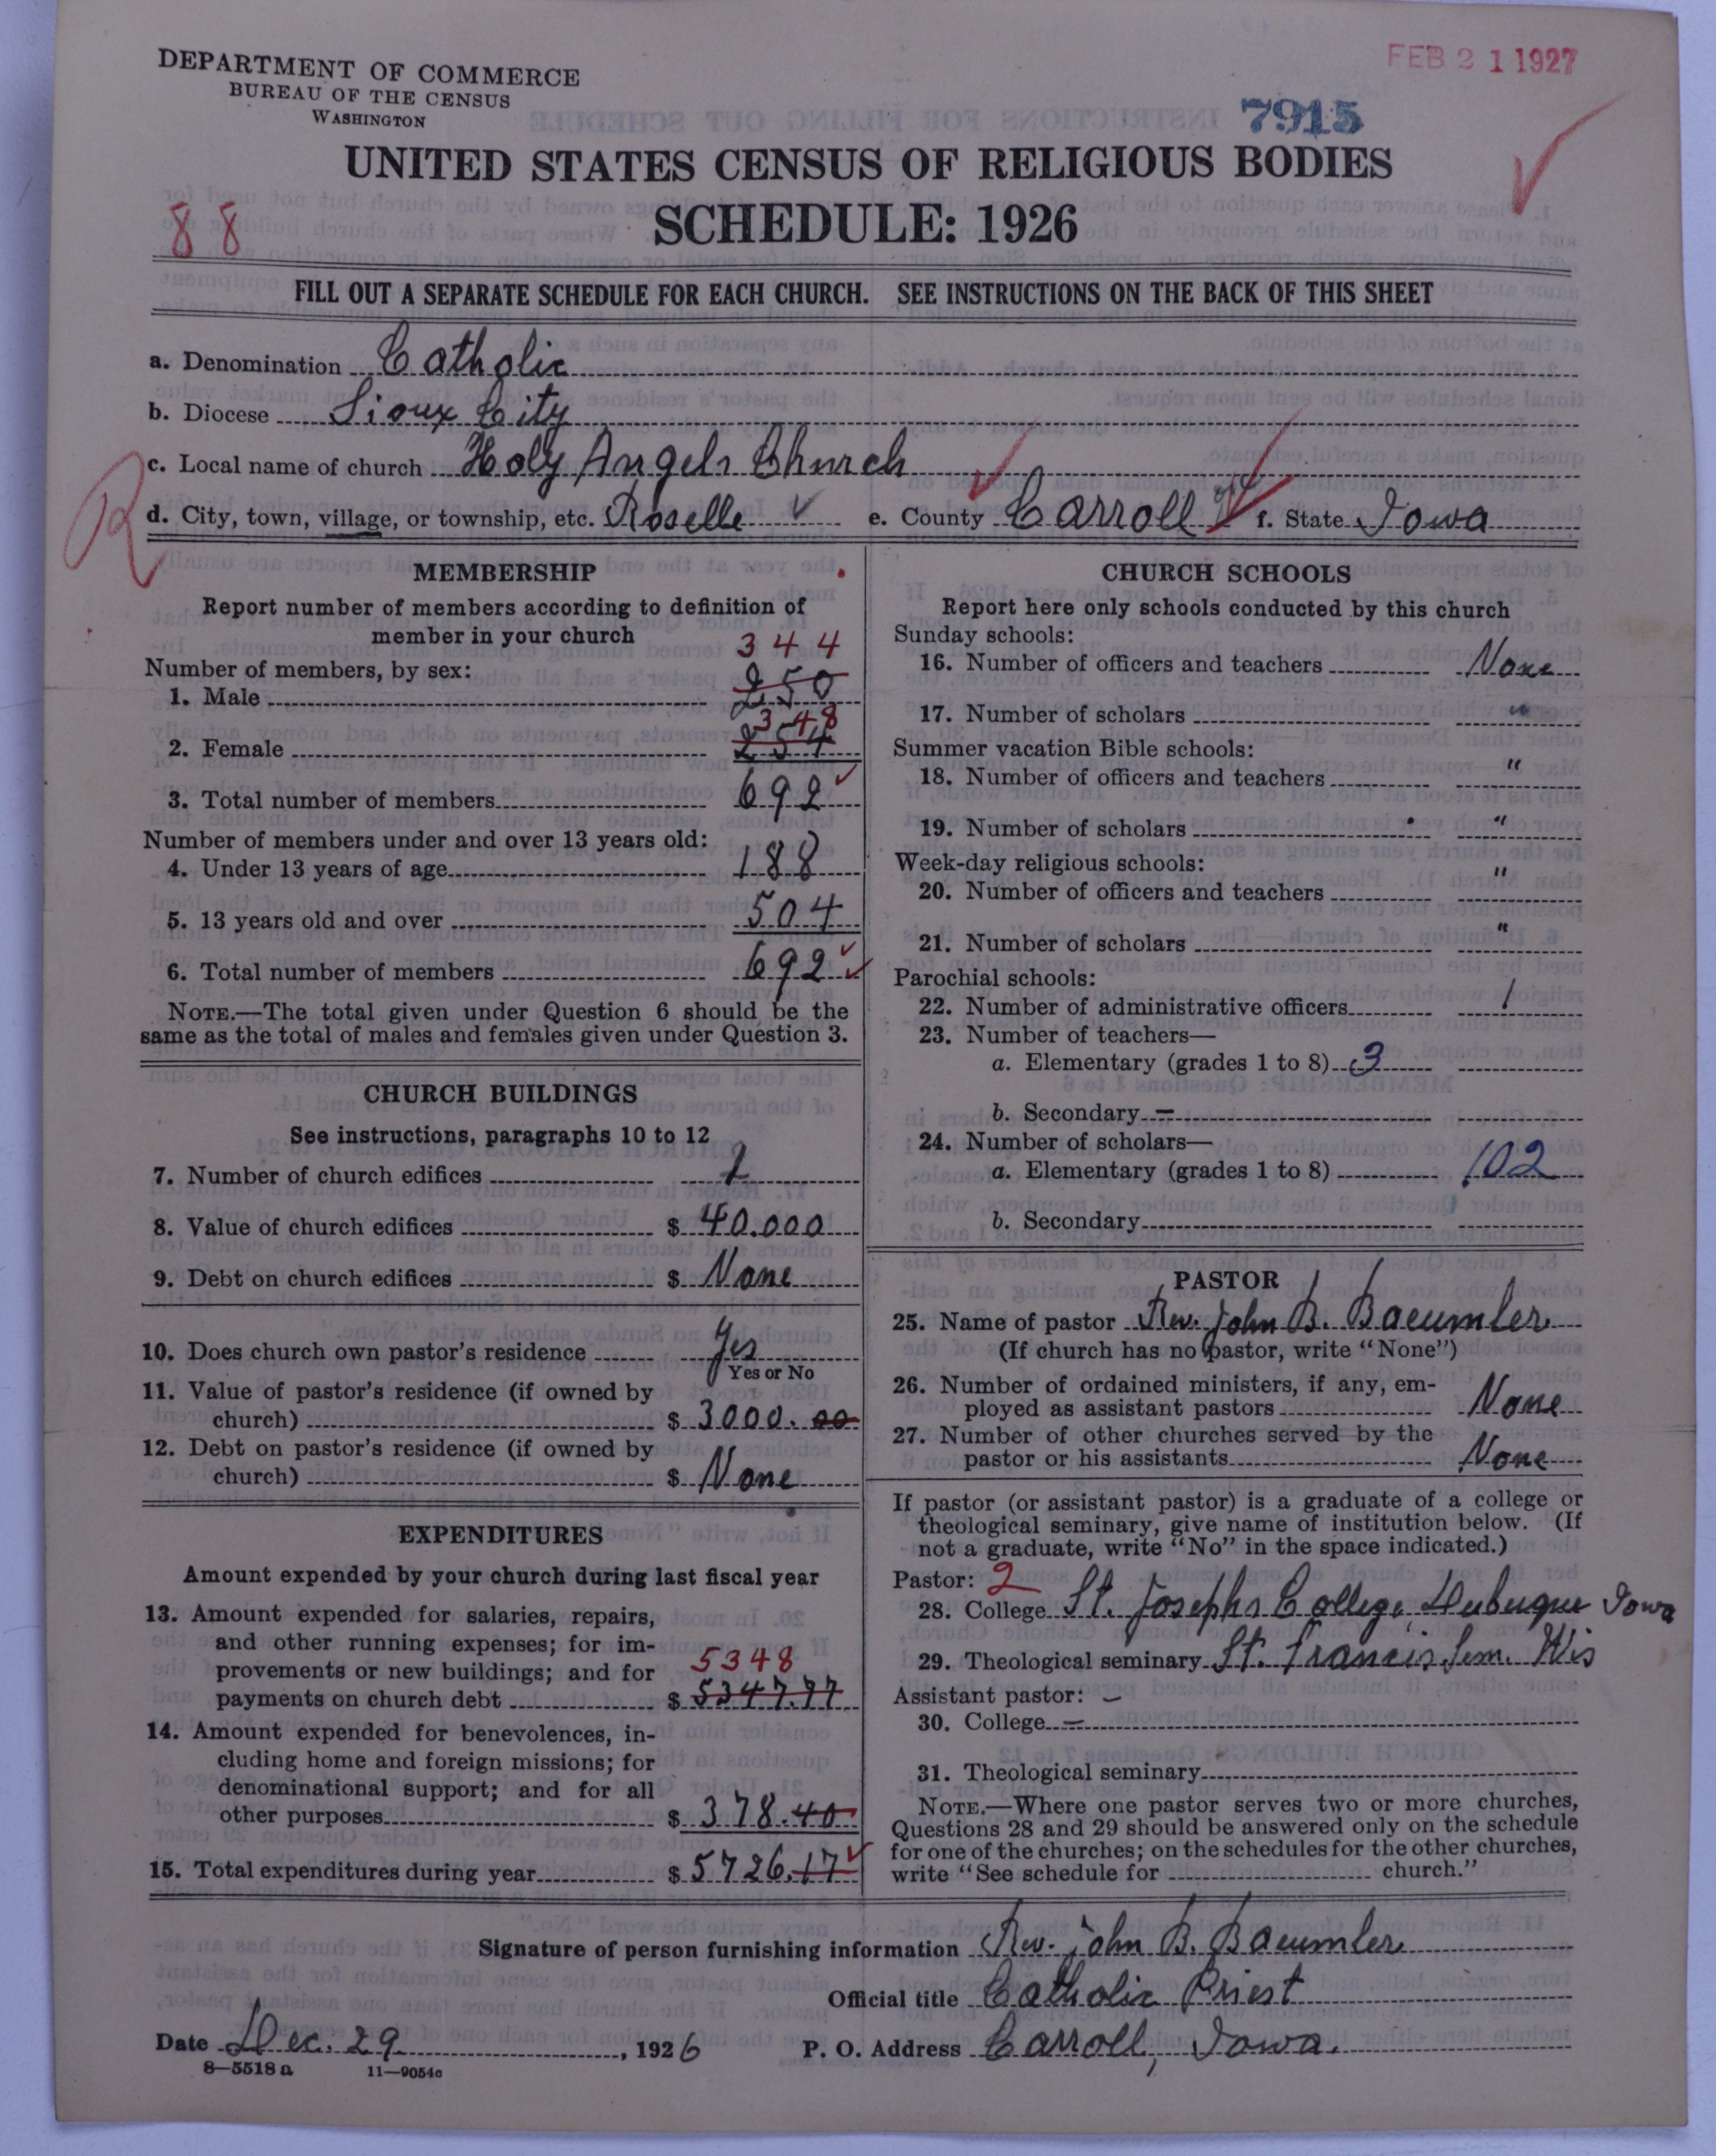 DEPARTMENT OF COMMERCE
BUREAU OF THE CENSUS
WASHINGTON
FEB 21 1927
7915
UNITED STATES CENSUS OF RELIGIOUS BODIES
SCHEDULE: 1926
88
FILL OUT A SEPARATE SCHEDULE FOR EACH CHURCH. SEE INSTRUCTIONS ON THE BACK OF THIS SHEET
a. Denomination Catholic
b. Diocese Sioux City
c. Local name of church Holy Angels Church
R
d. City, town, village, or township, etc. Roselle e. County Carroll f. State Iowa
MEMBERSHIP
Report number of members according to definition of
member in your church
344
Number of members, by sex:
1. Male 250
348
2. Female 254
3. Total number of members 692
Number of members under and over 13 years old:
4. Under 13 years of age 188
5. 13 years old and over 504
6. Total number of members 692
NOTE.—The total given under Question 6 should be the
same as the total of males and females given under Question 3.
CHURCH BUILDINGS
See instructions, paragraphs 10 to 12
7. Number of church edifices
8. Value of church edifices $ 40.000
9. Debt on church edifices $ None
10. Does church own pastor's residence Yes
Yes or No
11. Value of pastor's residence (if owned by
church) $ 3000.00
12. Debt on pastor's residence (if owned by
church) $ None
EXPENDITURES
Amount expended by your church during last fiscal year
13. Amount expended for salaries, repairs,
and other running expenses; for im-
provements or new buildings; and for 5348
payments on church debt $ 5347.77
14. Amount expended for benevolences, in-
cluding home and foreign missions; for
denominational support; and for all
other purposes $ 378.40
15. Total expenditures during year $ 5726.17
CHURCH SCHOOLS
Report here only schools conducted by this church
Sunday schools:
16. Number of officers and teachers None
17. Number of scholars "
Summer vacation Bible schools:
18. Number of officers and teachers "
19. Number of scholars "
Week-day religious schools:
20. Number of officers and teachers "
21. Number of scholars "
Parochial schools:
22. Number of administrative officers 1
23. Number of teachers—
a. Elementary (grades 1 to 8) 3
b. Secondary —
24. Number of scholars—
a. Elementary (grades 1 to 8) 102
b. Secondary
PASTOR
25. Name of pastor Rev. John B. Baeumler
(If church has no pastor, write "None")
26. Number of ordained ministers, if any, em-
ployed as assistant pastors None
27. Number of other churches served by the
pastor or his assistants None
If pastor (or assistant pastor) is a graduate of a college or
theological seminary, give name of institution below. (If
not a graduate, write "No" in the space indicated.)
Pastor: 2
28. College St. Josephs College, Dubuque Iowa
29. Theological seminary St. Francis Sem. Wis
Assistant pastor: —
30. College —
31. Theological seminary
NOTE.—Where one pastor serves two or more churches,
Questions 28 and 29 should be answered only on the schedule
for one of the churches; on the schedules for the other churches,
write "See schedule for church."
Signature of person furnishing information Rev. John B. Baeumler
Official title Catholic Priest
Date Dec. 29, 1926 P. O. Address Carroll, Iowa.
8—5518a 11—9054c